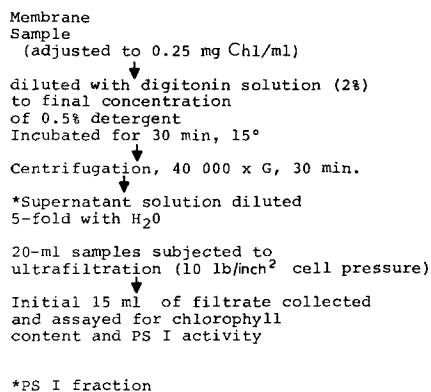 Membrane
Sample
(adjusted to 0.25 mg Chl/ml)
diluted with digitonin solution (2%)
to final concentration
of 0.5% detergent
Incubated for 30 min, 15°
Centrifugation, 40 000 x G, 30 min.
*Supernatant solution diluted
5-fold with H₂0
20-ml samples subjected to
ultrafiltration (10 lb/inch² cell pressure)
Initial 15 ml of filtrate collected
and assayed for chlorophyll
content and PS I activity
*PS I fraction